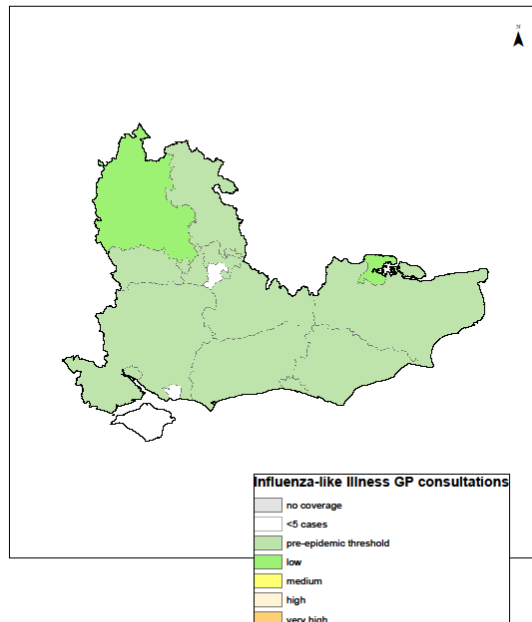 N
Influenza-like Illness GP consultations
no coverage
<5 cases
pre-epidemic threshold
low
medium
high
very high